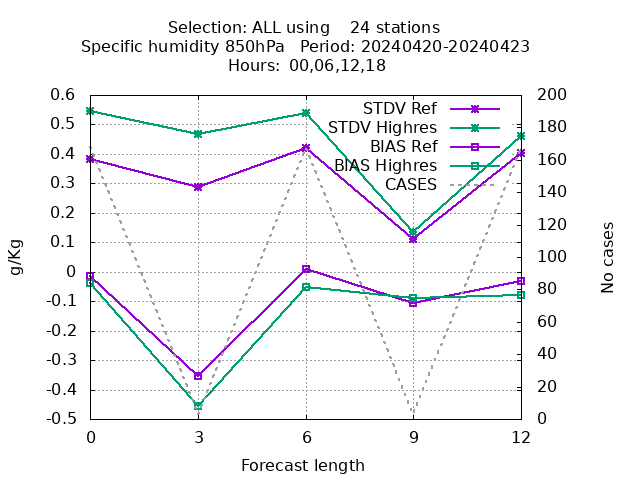 Selection: ALL using    24 stations
Specific humidity 850hPa   Period: 20240420-20240423
Hours: 00,06,12,18
STDV Ref
STDV Highres
BIAS Ref
BIAS Highres
CASES
0.6
0.5
0.4
0.3
0.2
0.1
0
-0.1
-0.2
-0.3
-0.4
-0.5
g/Kg
200
180
160
140
120
100
80
60
40
20
0
No cases
0 3 6 9 12
Forecast length